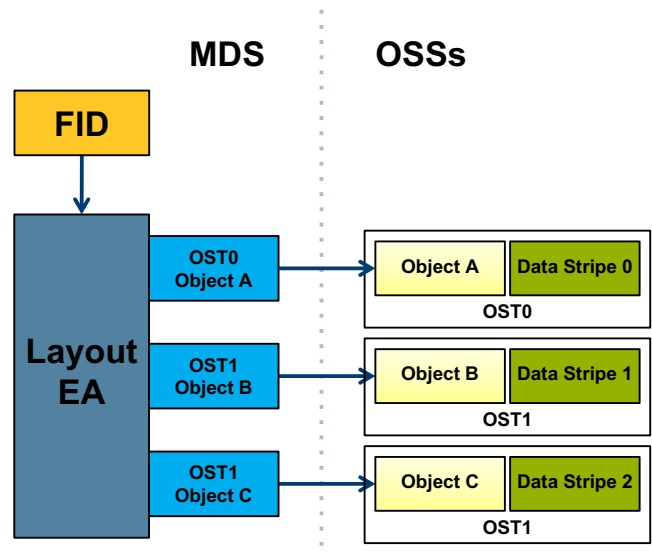 MDS
OSSs
FID
Layout
EA
OST0
Object A
Object A
Data Stripe 0
OST0
OST1
Object B
Object B
Data Stripe 1
OST1
OST1
Object C
Object C
Data Stripe 2
OST1